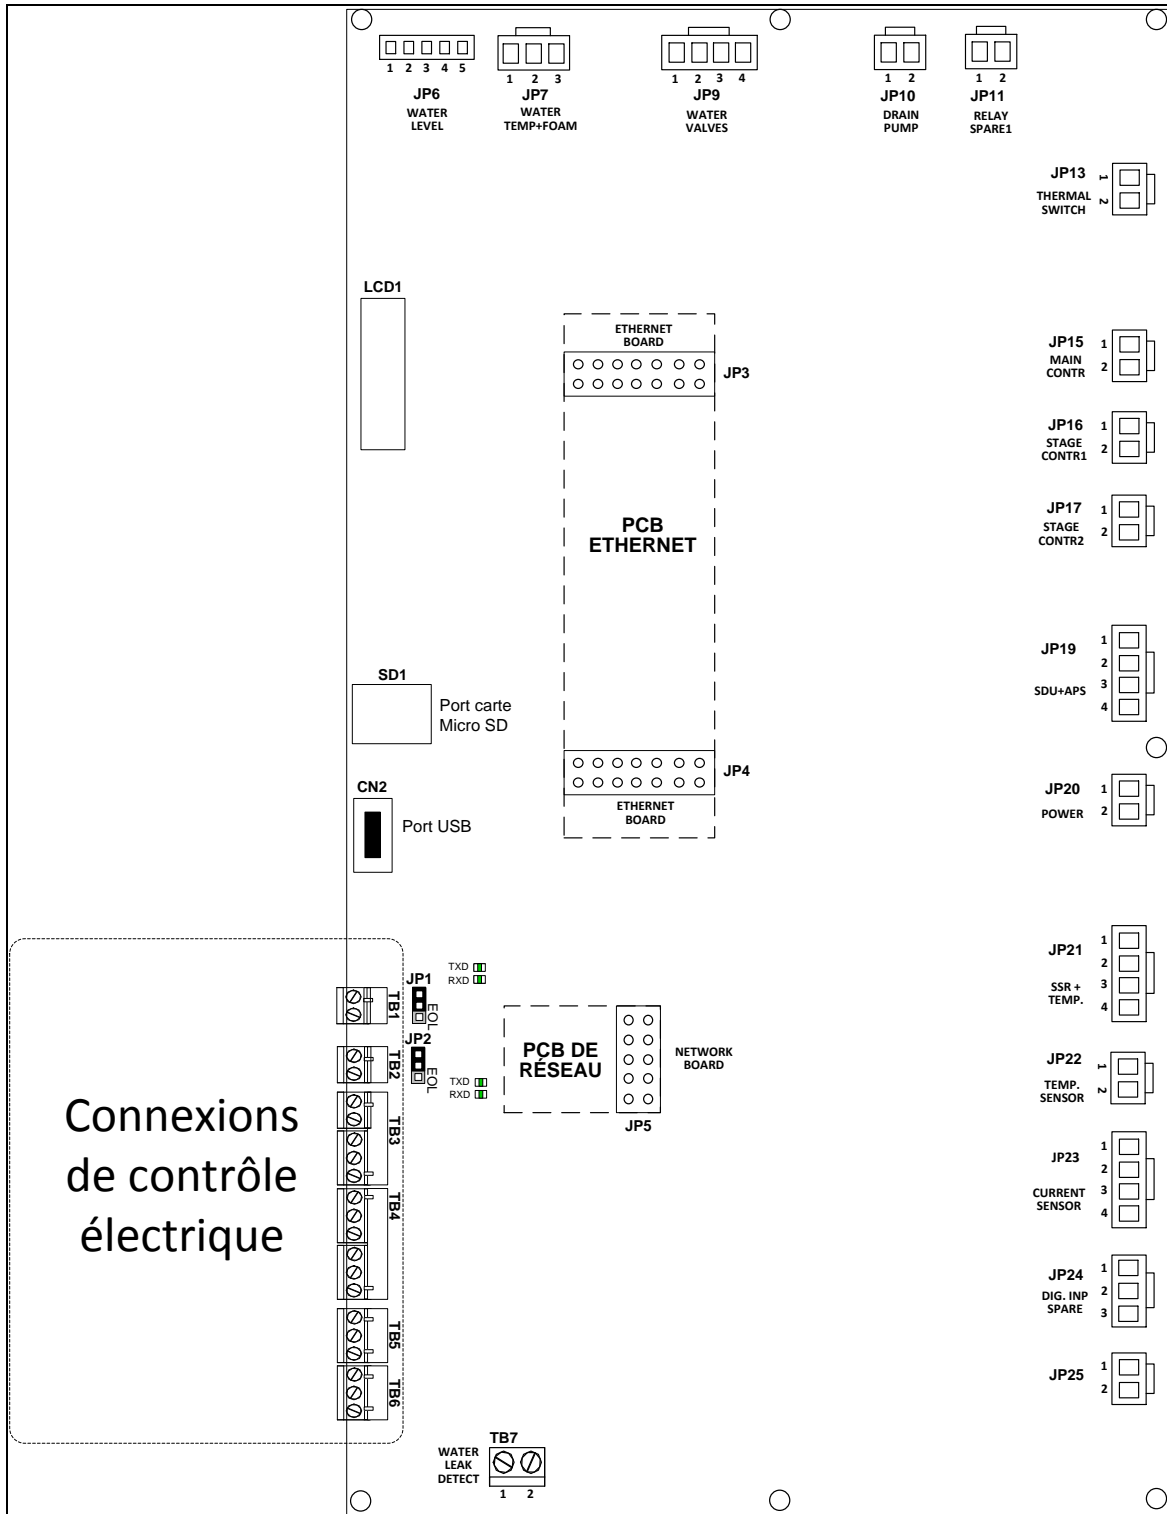 1 2 3 4 5
JP6
WATER
LEVEL
1 2 3
JP7
WATER
TEMP+FOAM
1 2 3 4
JP9
WATER
VALVES
1 2
JP10
DRAIN
PUMP
1 2
JP11
RELAY
SPARE1
JP13
THERMAL
SWITCH
1
2
LCD1
ETHERNET
BOARD
JP3
JP15
MAIN
CONTR
1
2
JP16
STAGE
CONTR1
1
2
JP17
STAGE
CONTR2
1
2
PCB
ETHERNET
JP19
SDU+APS
1
2
3
4
SD1
Port carte
Micro SD
JP4
ETHERNET
BOARD
CN2
Port USB
JP20
POWER
1
2
JP21
SSR +
TEMP.
1
2
3
4
TXD
RXD
JP1
EOL
TB1
JP2
EOL
TB2
TXD
RXD
PCB DE
RÉSEAU
NETWORK
BOARD
JP5
JP22
TEMP.
SENSOR
1
2
Connexions
de contrôle
électrique
TB3
TB4
TB5
TB6
JP23
CURRENT
SENSOR
1
2
3
4
JP24
DIG. INP
SPARE
1
2
3
JP25
1
2
TB7
WATER
LEAK
DETECT
1 2